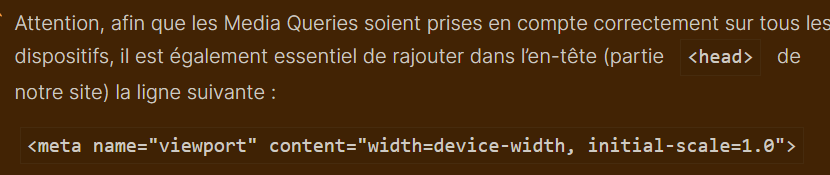 Attention, afin que les Media Queries soient prises en compte correctement sur tous les
dispositifs, il est également essentiel de rajouter dans l’en-tête (partie <head> de
notre site) la ligne suivante :
<meta name="viewport" content="width=device-width, initial-scale=1.0">